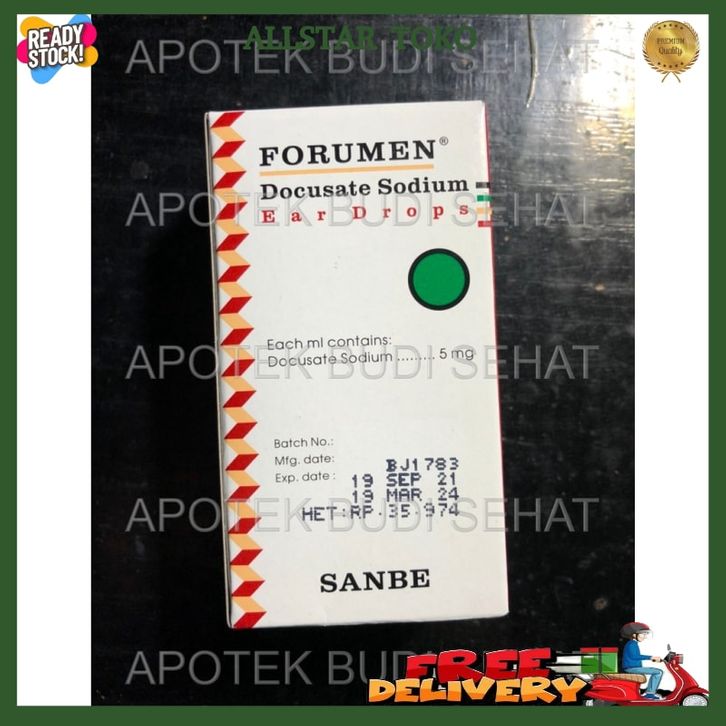 READY
STOCK!
ALLSTAR TOKO
PREMIUM
Quality
APOTEK BUDI SEHAT
FORUMEN®
Docusate Sodium
Ear Drops
APOTEK BUDI SEHAT
Each ml contains:
Docusate Sodium ......... 5 mg
APOTEK BUDI SEHAT
Batch No.: BJ1783
Mfg. date: 19 SEP 21
Exp. date : 19 MAR 24
HET:RP.35.974
APOTEK BUDI SEHAT
SANBE
APOTEK BUDI SEHAT
FREE
DELIVERY